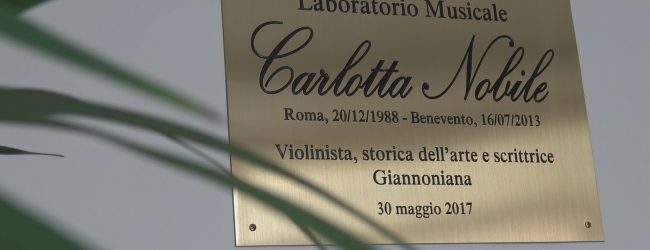 Laboratorio Musicale
Carlotta Nobile
Roma, 20/12/1988 - Benevento, 16/07/2013
Violinista, storica dell'arte e scrittrice
Giannoniana
30 maggio 2017